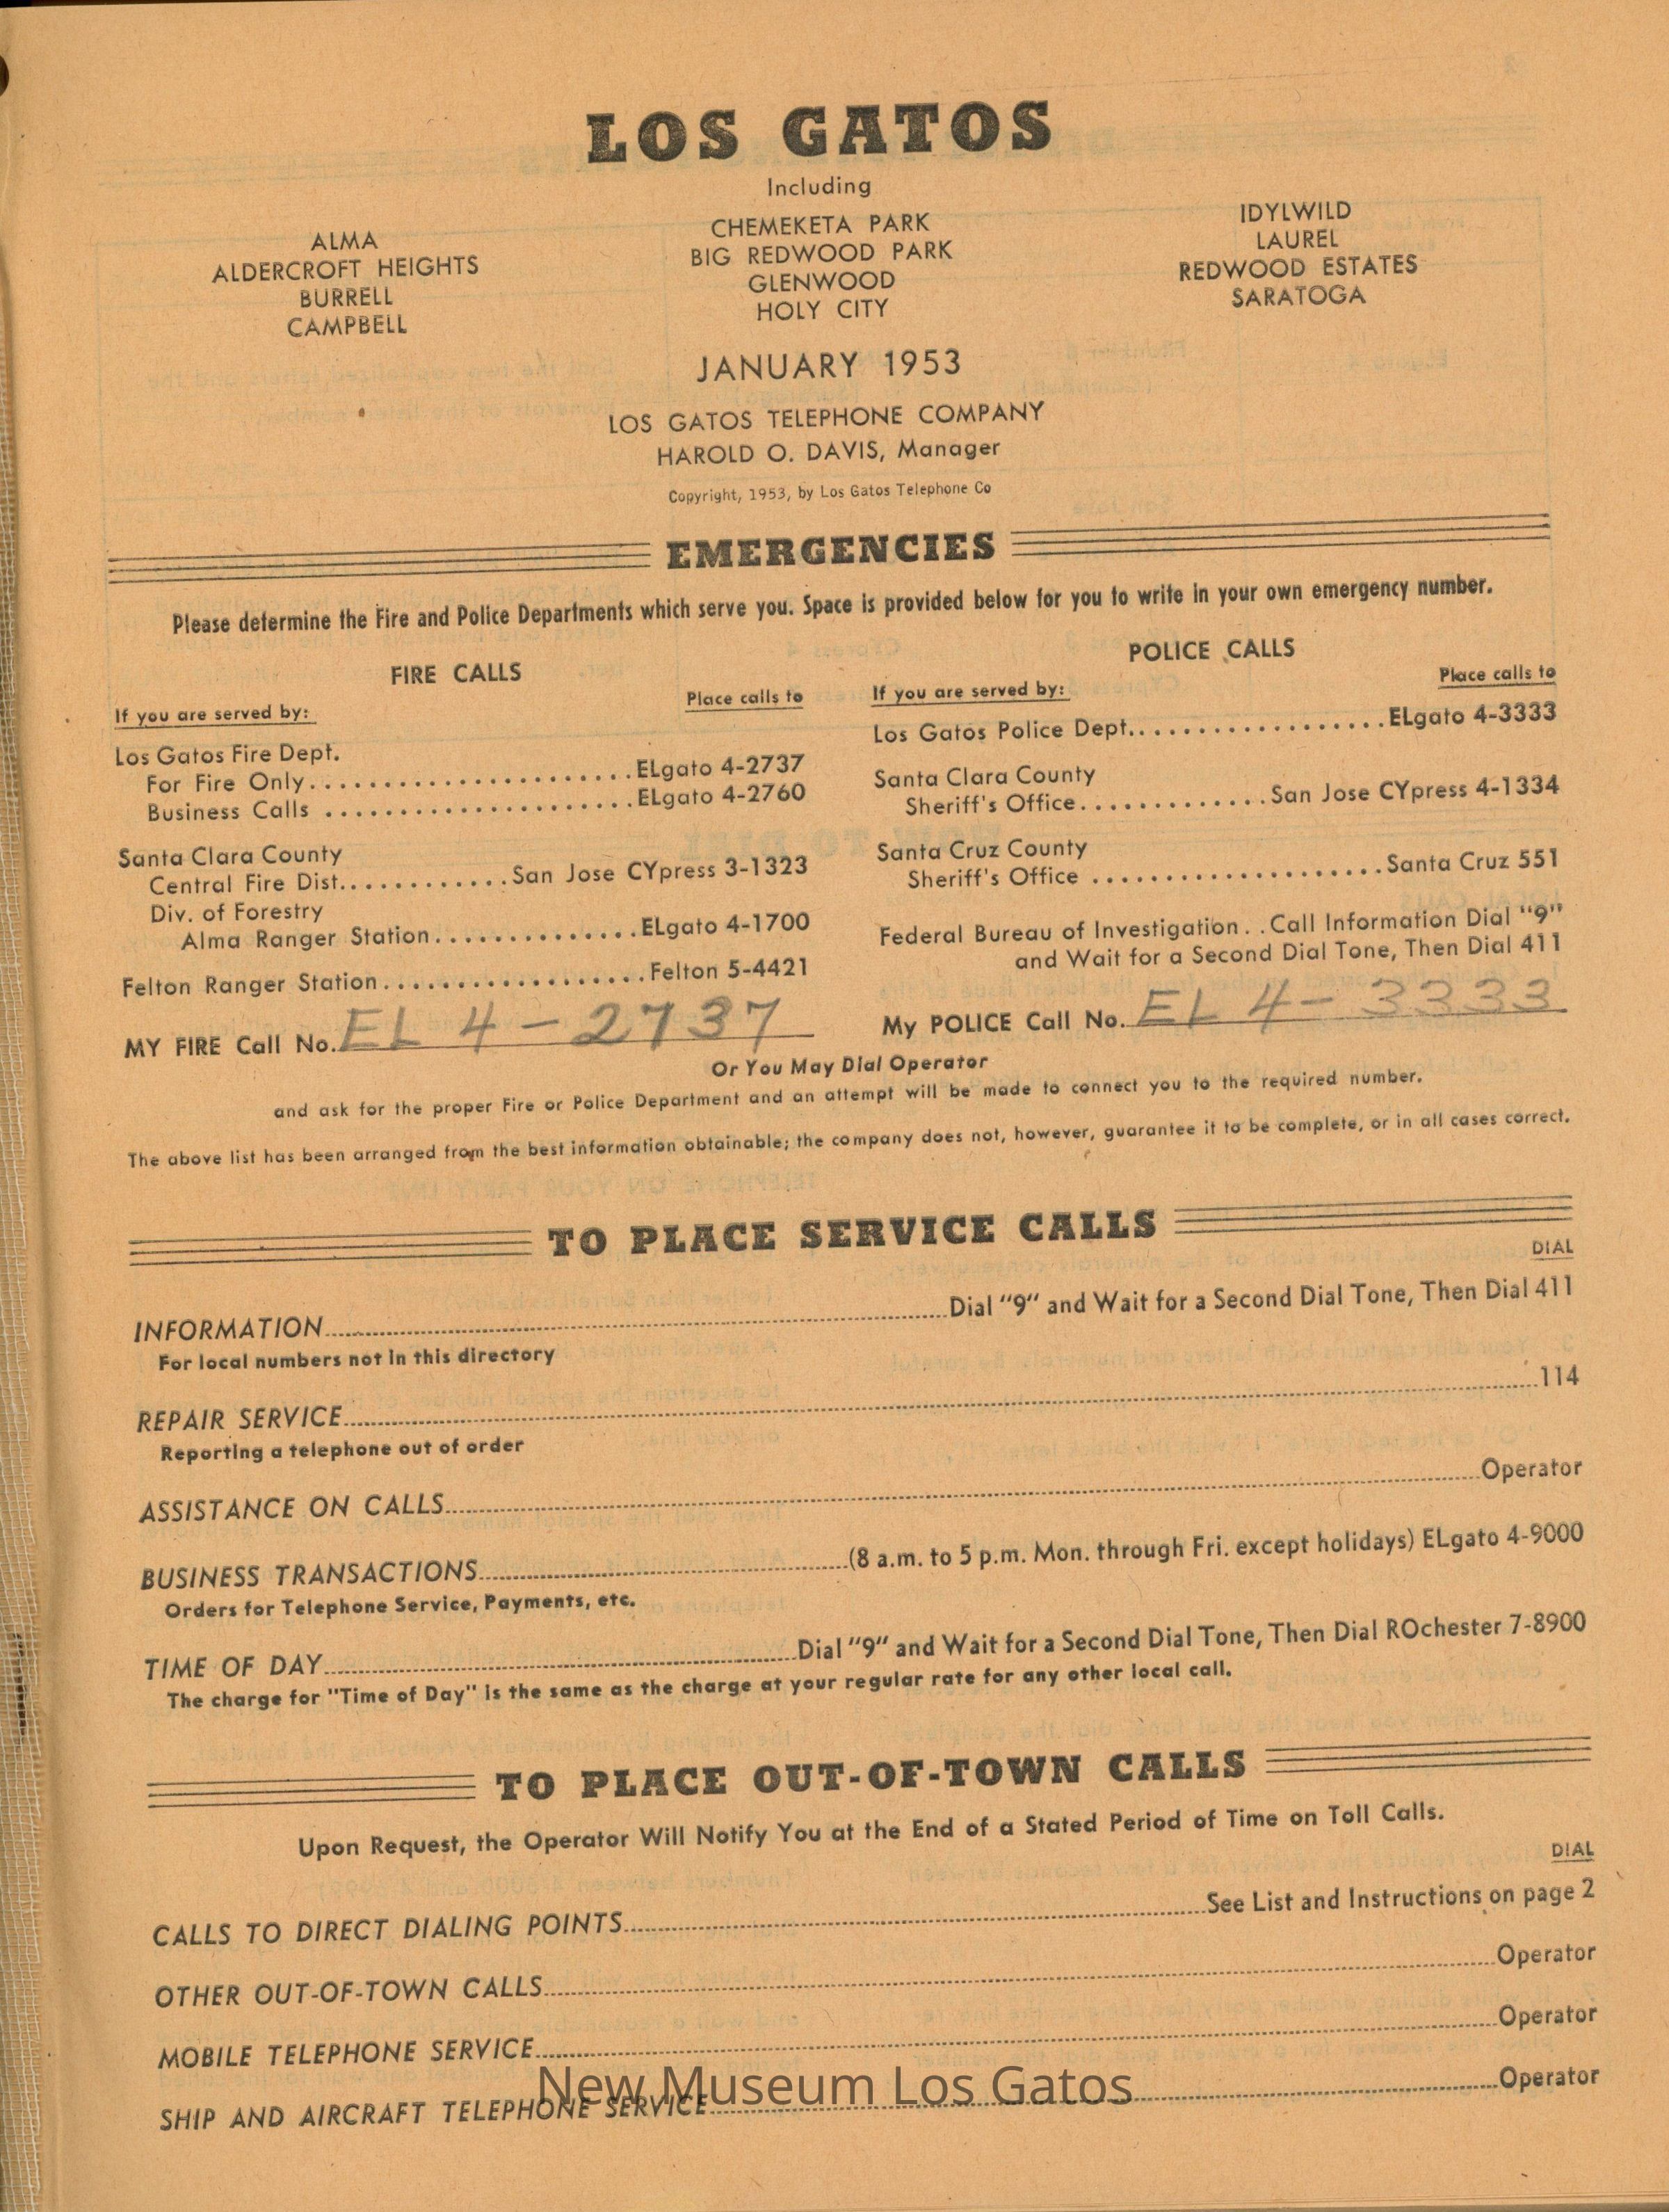 LOS GATOS
Including
ALMA
ALDERCROFT HEIGHTS
BURRELL
CAMPBELL
CHEMEKETA PARK
BIG REDWOOD PARK
GLENWOOD
HOLY CITY
IDYLWILD
LAUREL
REDWOOD ESTATES
SARATOGA
JANUARY 1953
LOS GATOS TELEPHONE COMPANY
HAROLD O. DAVIS, Manager
Copyright, 1953, by Los Gatos Telephone Co
EMERGENCIES
Please determine the Fire and Police Departments which serve you. Space is provided below for you to write in your own emergency number.
FIRE CALLS
If you are served by: Place calls to
Los Gatos Fire Dept.
For Fire Only.......................ELgato 4-2737
Business Calls .....................ELgato 4-2760
Santa Clara County
Central Fire Dist............San Jose CYpress 3-1323
Div. of Forestry
Alma Ranger Station..............ELgato 4-1700
Felton Ranger Station..................Felton 5-4421
MY FIRE Call No. EL 4-2737
POLICE CALLS
If you are served by: Place calls to
Los Gatos Police Dept...................ELgato 4-3333
Santa Clara County
Sheriff's Office.............San Jose CYpress 4-1334
Santa Cruz County
Sheriff's Office ....................Santa Cruz 551
Federal Bureau of Investigation..Call Information Dial "9"
and Wait for a Second Dial Tone, Then Dial 411
My POLICE Call No. EL 4-3333
Or You May Dial Operator
and ask for the proper Fire or Police Department and an attempt will be made to connect you to the required number.
The above list has been arranged from the best information obtainable; the company does not, however, guarantee it to be complete, or in all cases correct.
TO PLACE SERVICE CALLS
DIAL
INFORMATION..........Dial "9" and Wait for a Second Dial Tone, Then Dial 411
For local numbers not in this directory
REPAIR SERVICE..........114
Reporting a telephone out of order
ASSISTANCE ON CALLS..........Operator
BUSINESS TRANSACTIONS..........(8 a.m. to 5 p.m. Mon. through Fri. except holidays) ELgato 4-9000
Orders for Telephone Service, Payments, etc.
TIME OF DAY..........Dial "9" and Wait for a Second Dial Tone, Then Dial ROchester 7-8900
The charge for "Time of Day" is the same as the charge at your regular rate for any other local call.
TO PLACE OUT-OF-TOWN CALLS
Upon Request, the Operator Will Notify You at the End of a Stated Period of Time on Toll Calls.
DIAL
CALLS TO DIRECT DIALING POINTS..........See List and Instructions on page 2
OTHER OUT-OF-TOWN CALLS..........Operator
MOBILE TELEPHONE SERVICE..........Operator
SHIP AND AIRCRAFT TELEPHONE SERVICE..........Operator
New Museum Los Gatos